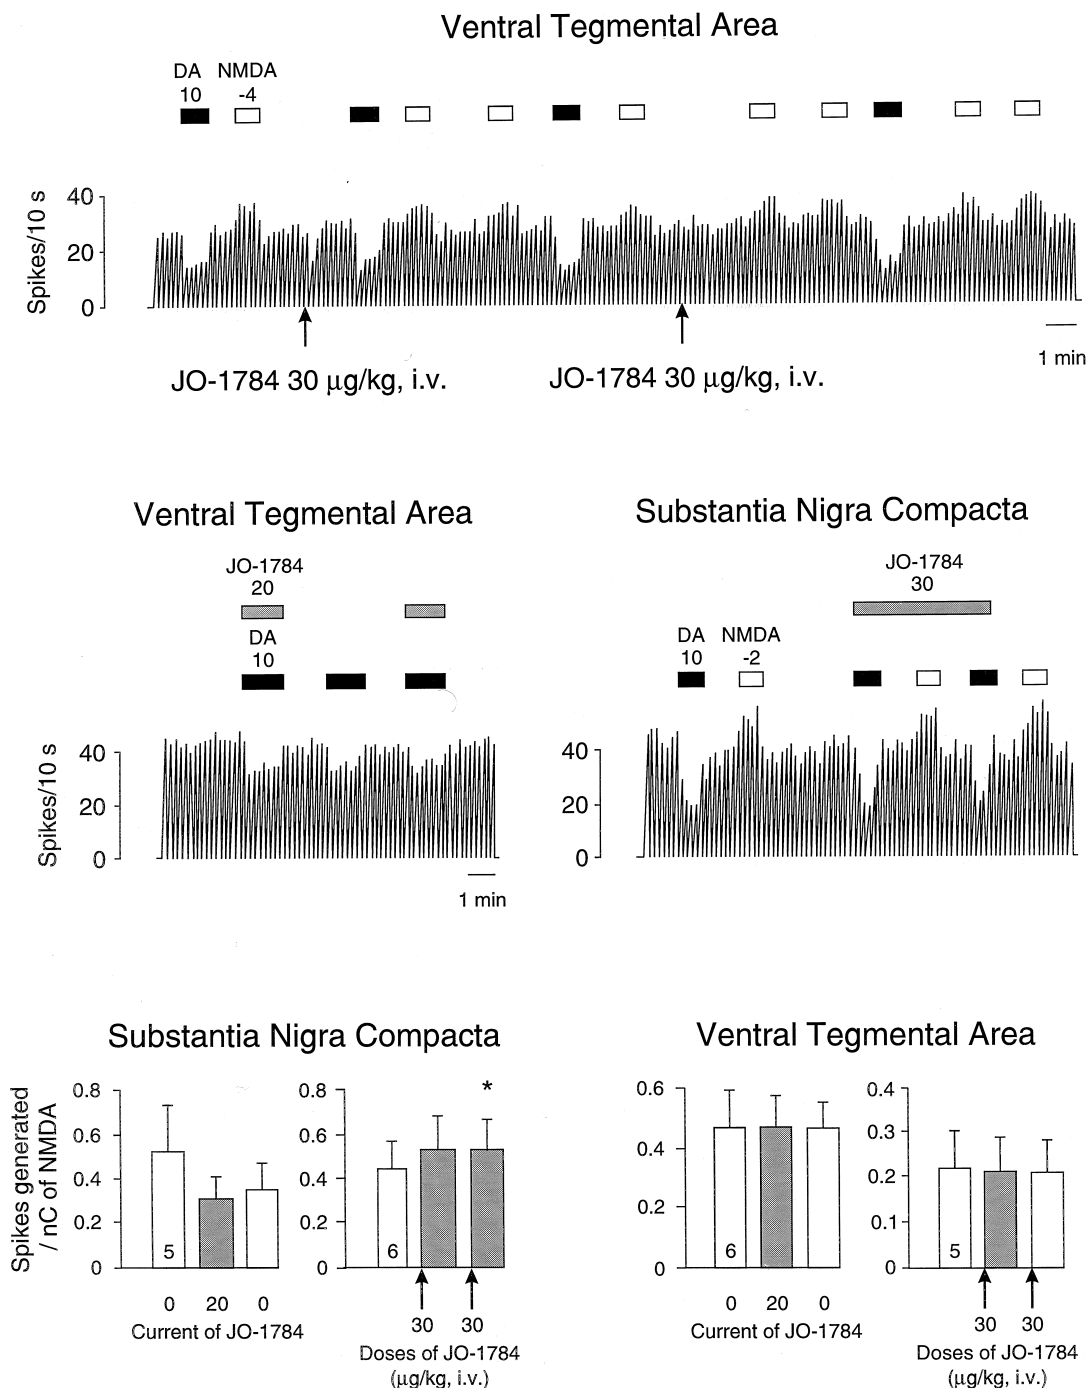 Ventral Tegmental Area
DA NMDA
10 -4
Spikes/10 s
40
20
0
1 min
JO-1784 30 µg/kg, i.v. JO-1784 30 µg/kg, i.v.
Ventral Tegmental Area
JO-1784
20
DA
10
Spikes/10 s
40
20
0
1 min
Substantia Nigra Compacta
JO-1784
30
DA NMDA
10 -2
40
20
0
Substantia Nigra Compacta
Spikes generated
/ nC of NMDA
0.8
0.6
0.4
0.2
0
5
0 20 0
Current of JO-1784
0.8
0.6
0.4
0.2
0
*
6
30 30
Doses of JO-1784
(µg/kg, i.v.)
Ventral Tegmental Area
0.6
0.4
0.2
0
6
0 20 0
Current of JO-1784
0.4
0.3
0.2
0.1
0
5
30 30
Doses of JO-1784
(µg/kg, i.v.)